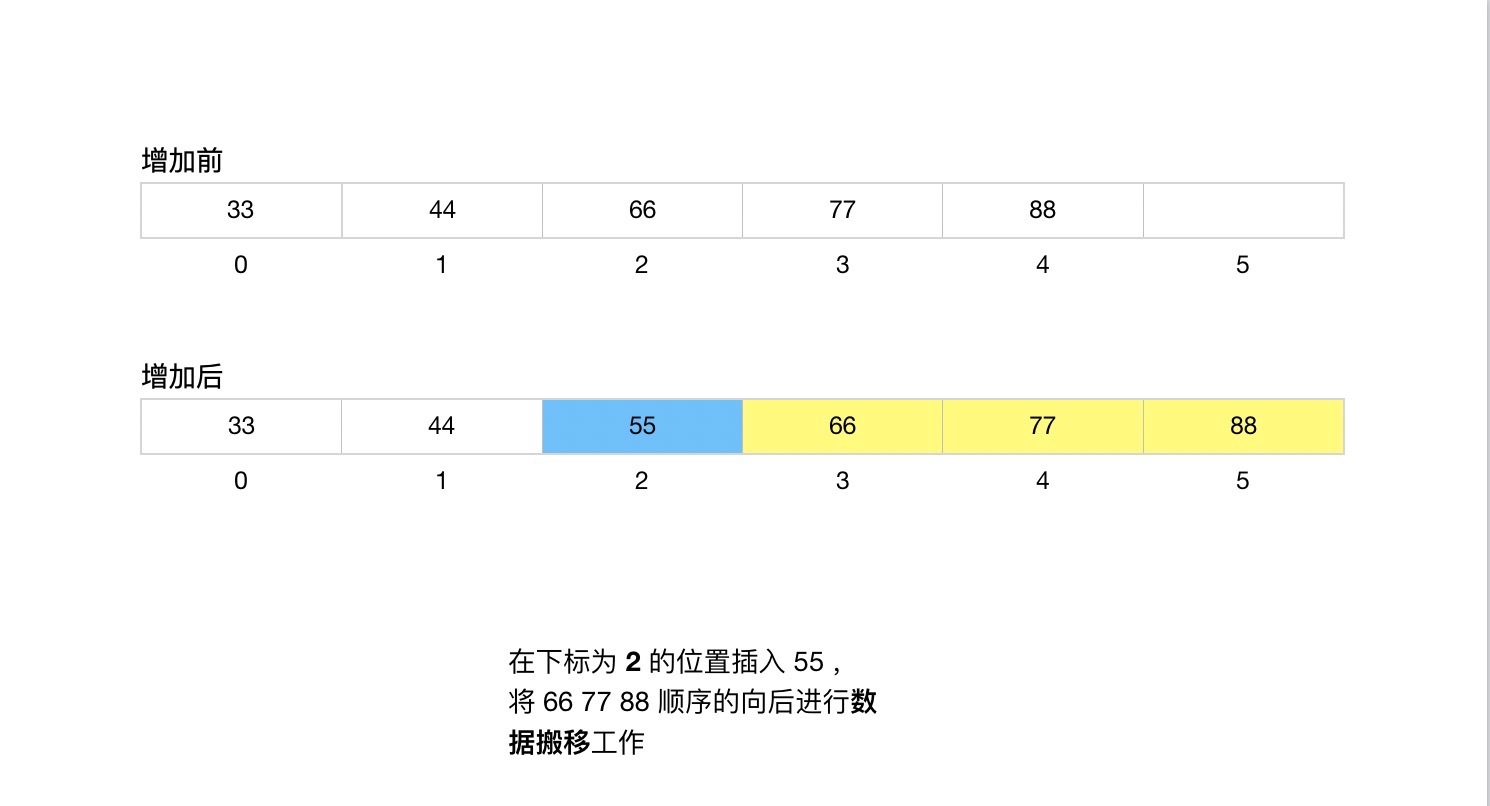 增加前
33 44 66 77 88
0 1 2 3 4 5
增加后
33 44 55 66 77 88
0 1 2 3 4 5
在下标为 2 的位置插入 55 ，
将 66 77 88 顺序的向后进行数
据搬移工作